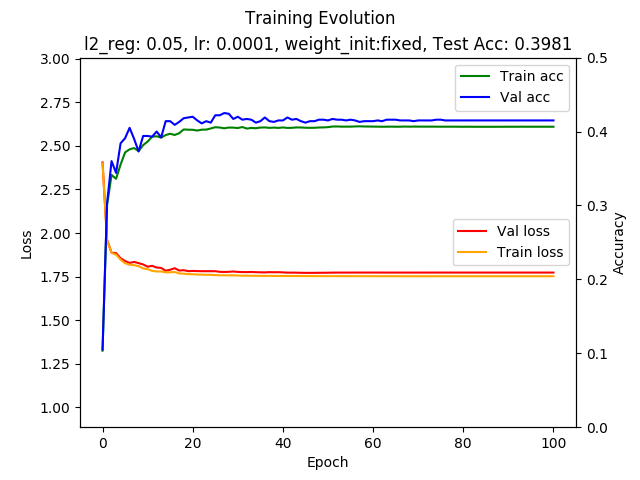 Training Evolution
l2_reg: 0.05, lr: 0.0001, weight_init:fixed, Test Acc: 0.3981
3.00
2.75
2.50
2.25
2.00
1.75
1.50
1.25
1.00
Loss
0
20
40
60
80
100
Epoch
0.5
0.4
0.3
0.2
0.1
0.0
Accuracy
Train acc
Val acc
Val loss
Train loss